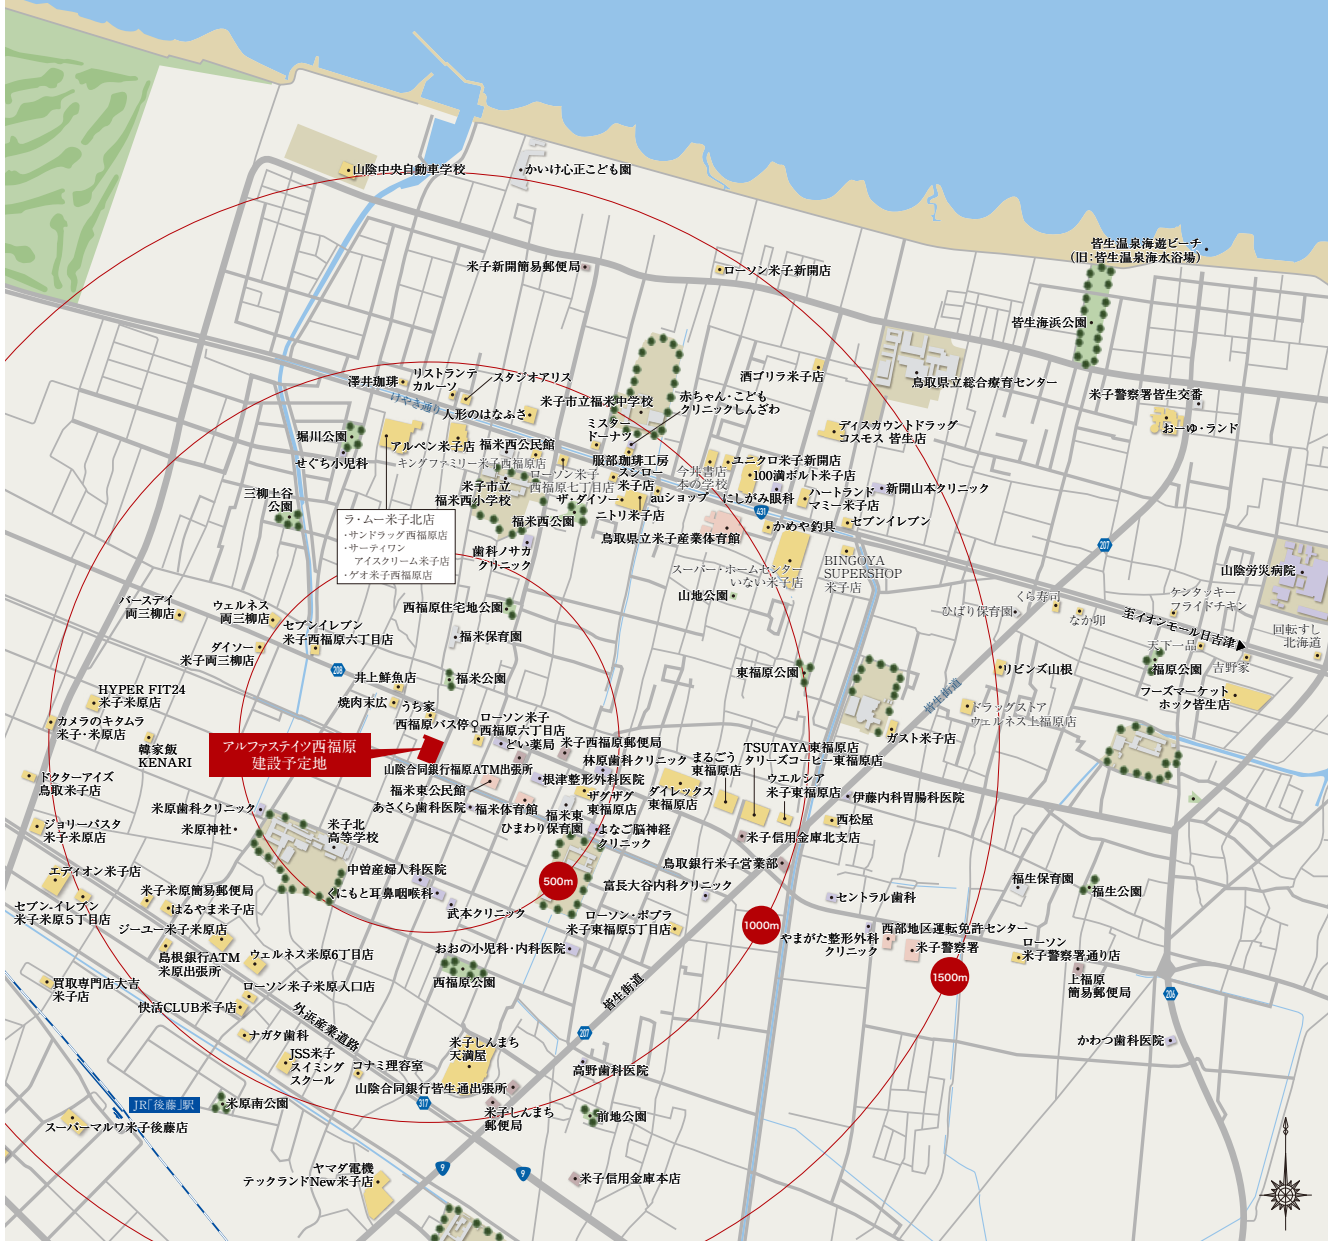 山陰中央自動車学校
かいけ心正こども園
皆生温泉海遊ビーチ
(旧:皆生温泉海水浴場)
米子新開簡易郵便局
ローソン米子新開店
皆生海浜公園
酒ゴリラ米子店
鳥取県立総合療育センター
米子警察署皆生交番
おーゆ・ランド
澤井珈琲
リストランテ
カルーソ
スタジオアリス
けやき通り
人形のはなふさ
米子市立福米中学校
赤ちゃん・こども
クリニックしんざわ
ミスター
ドーナツ
ディスカウントドラッグ
コスモス 皆生店
堀川公園
せぐち小児科
アルペン米子店
福米西公民館
キングファミリー米子西福原店
服部珈琲工房
ローソン米子
西福原七丁目店
スシロー
米子店
今井書店
本の学校
ユニクロ米子新開店
100満ボルト米子店
新開山本クリニック
三柳上谷
公園
米子市立
福米西小学校
ザ・ダイソー
auショップ
にしがみ眼科
ハートランド
マミー米子店
ラ・ムー米子北店
・サンドラッグ西福原店
・サーティワン
アイスクリーム米子店
・ゲオ米子西福原店
福米西公園
ニトリ米子店
431
かめや釣具
セブンイレブン
鳥取県立米子産業体育館
歯科ノサカ
クリニック
207
スーパー・ホームセンター
いない米子店
BINGOYA
SUPERSHOP
米子店
山陰労災病院
山地公園
ひばり保育園
くら寿司
なか卯
ケンタッキー
フライドチキン
至イオンモール日吉津
回転すし
北海道
天下一品
吉野家
福原公園
バースデイ
両三柳店
ウェルネス
両三柳店
西福原住宅地公園
セブンイレブン
米子西福原六丁目店
福米保育園
ダイソー
米子両三柳店
208
井上鮮魚店
福米公園
東福原公園
リビンズ山根
フーズマーケット
ホック皆生店
HYPER FIT24
米子米原店
焼肉末広
うち家
皆生街道
ドラッグストア
ウェルネス上福原店
カメラのキタムラ
米子・米原店
西福原バス停
ローソン米子
西福原六丁目店
どい薬局
米子西福原郵便局
ガスト米子店
韓家飯
KENARI
アルファステイツ西福原
建設予定地
林原歯科クリニック
まるごう
東福原店
TSUTAYA東福原店
タリーズコーヒー東福原店
山陰合同銀行福原ATM出張所
根津整形外科医院
ドクターアイズ
鳥取米子店
福米東公民館
ザグザグ
東福原店
ダイレックス
東福原店
ウエルシア
米子東福原店
伊藤内科胃腸科医院
米原歯科クリニック
あさくら歯科医院
福米体育館
福米東
ひまわり保育園
ジョリーパスタ
米子米原店
米原神社
米子北
高等学校
よなご脳神経
クリニック
西松屋
米子信用金庫北支店
鳥取銀行米子営業部
エディオン米子店
中曽産婦人科医院
500m
富長大谷内科クリニック
福生保育園
福生公園
米子米原簡易郵便局
くにもと耳鼻咽喉科
セントラル歯科
セブン-イレブン
米子米原5丁目店
はるやま米子店
武本クリニック
ローソン・ポプラ
米子東福原5丁目店
1000m
西部地区運転免許センター
ジーユー米子米原店
やまがた整形外科
クリニック
米子警察署
ローソン
米子警察署通り店
島根銀行ATM
米原出張所
ウェルネス米原6丁目店
おおの小児科・内科医院
1500m
上福原
簡易郵便局
買取専門店大吉
米子店
ローソン米子米原入口店
西福原公園
皆生街道
206
快活CLUB米子店
外浜産業道路
ナガタ歯科
207
かわつ歯科医院
JSS米子
スイミング
スクール
コナミ理容室
米子しんまち
天満屋
高野歯科医院
山陰合同銀行皆生通出張所
JR「後藤」駅
米原南公園
317
米子しんまち
郵便局
前地公園
スーパーマルワ米子後藤店
ヤマダ電機
テックランドNew米子店
9
9
米子信用金庫本店